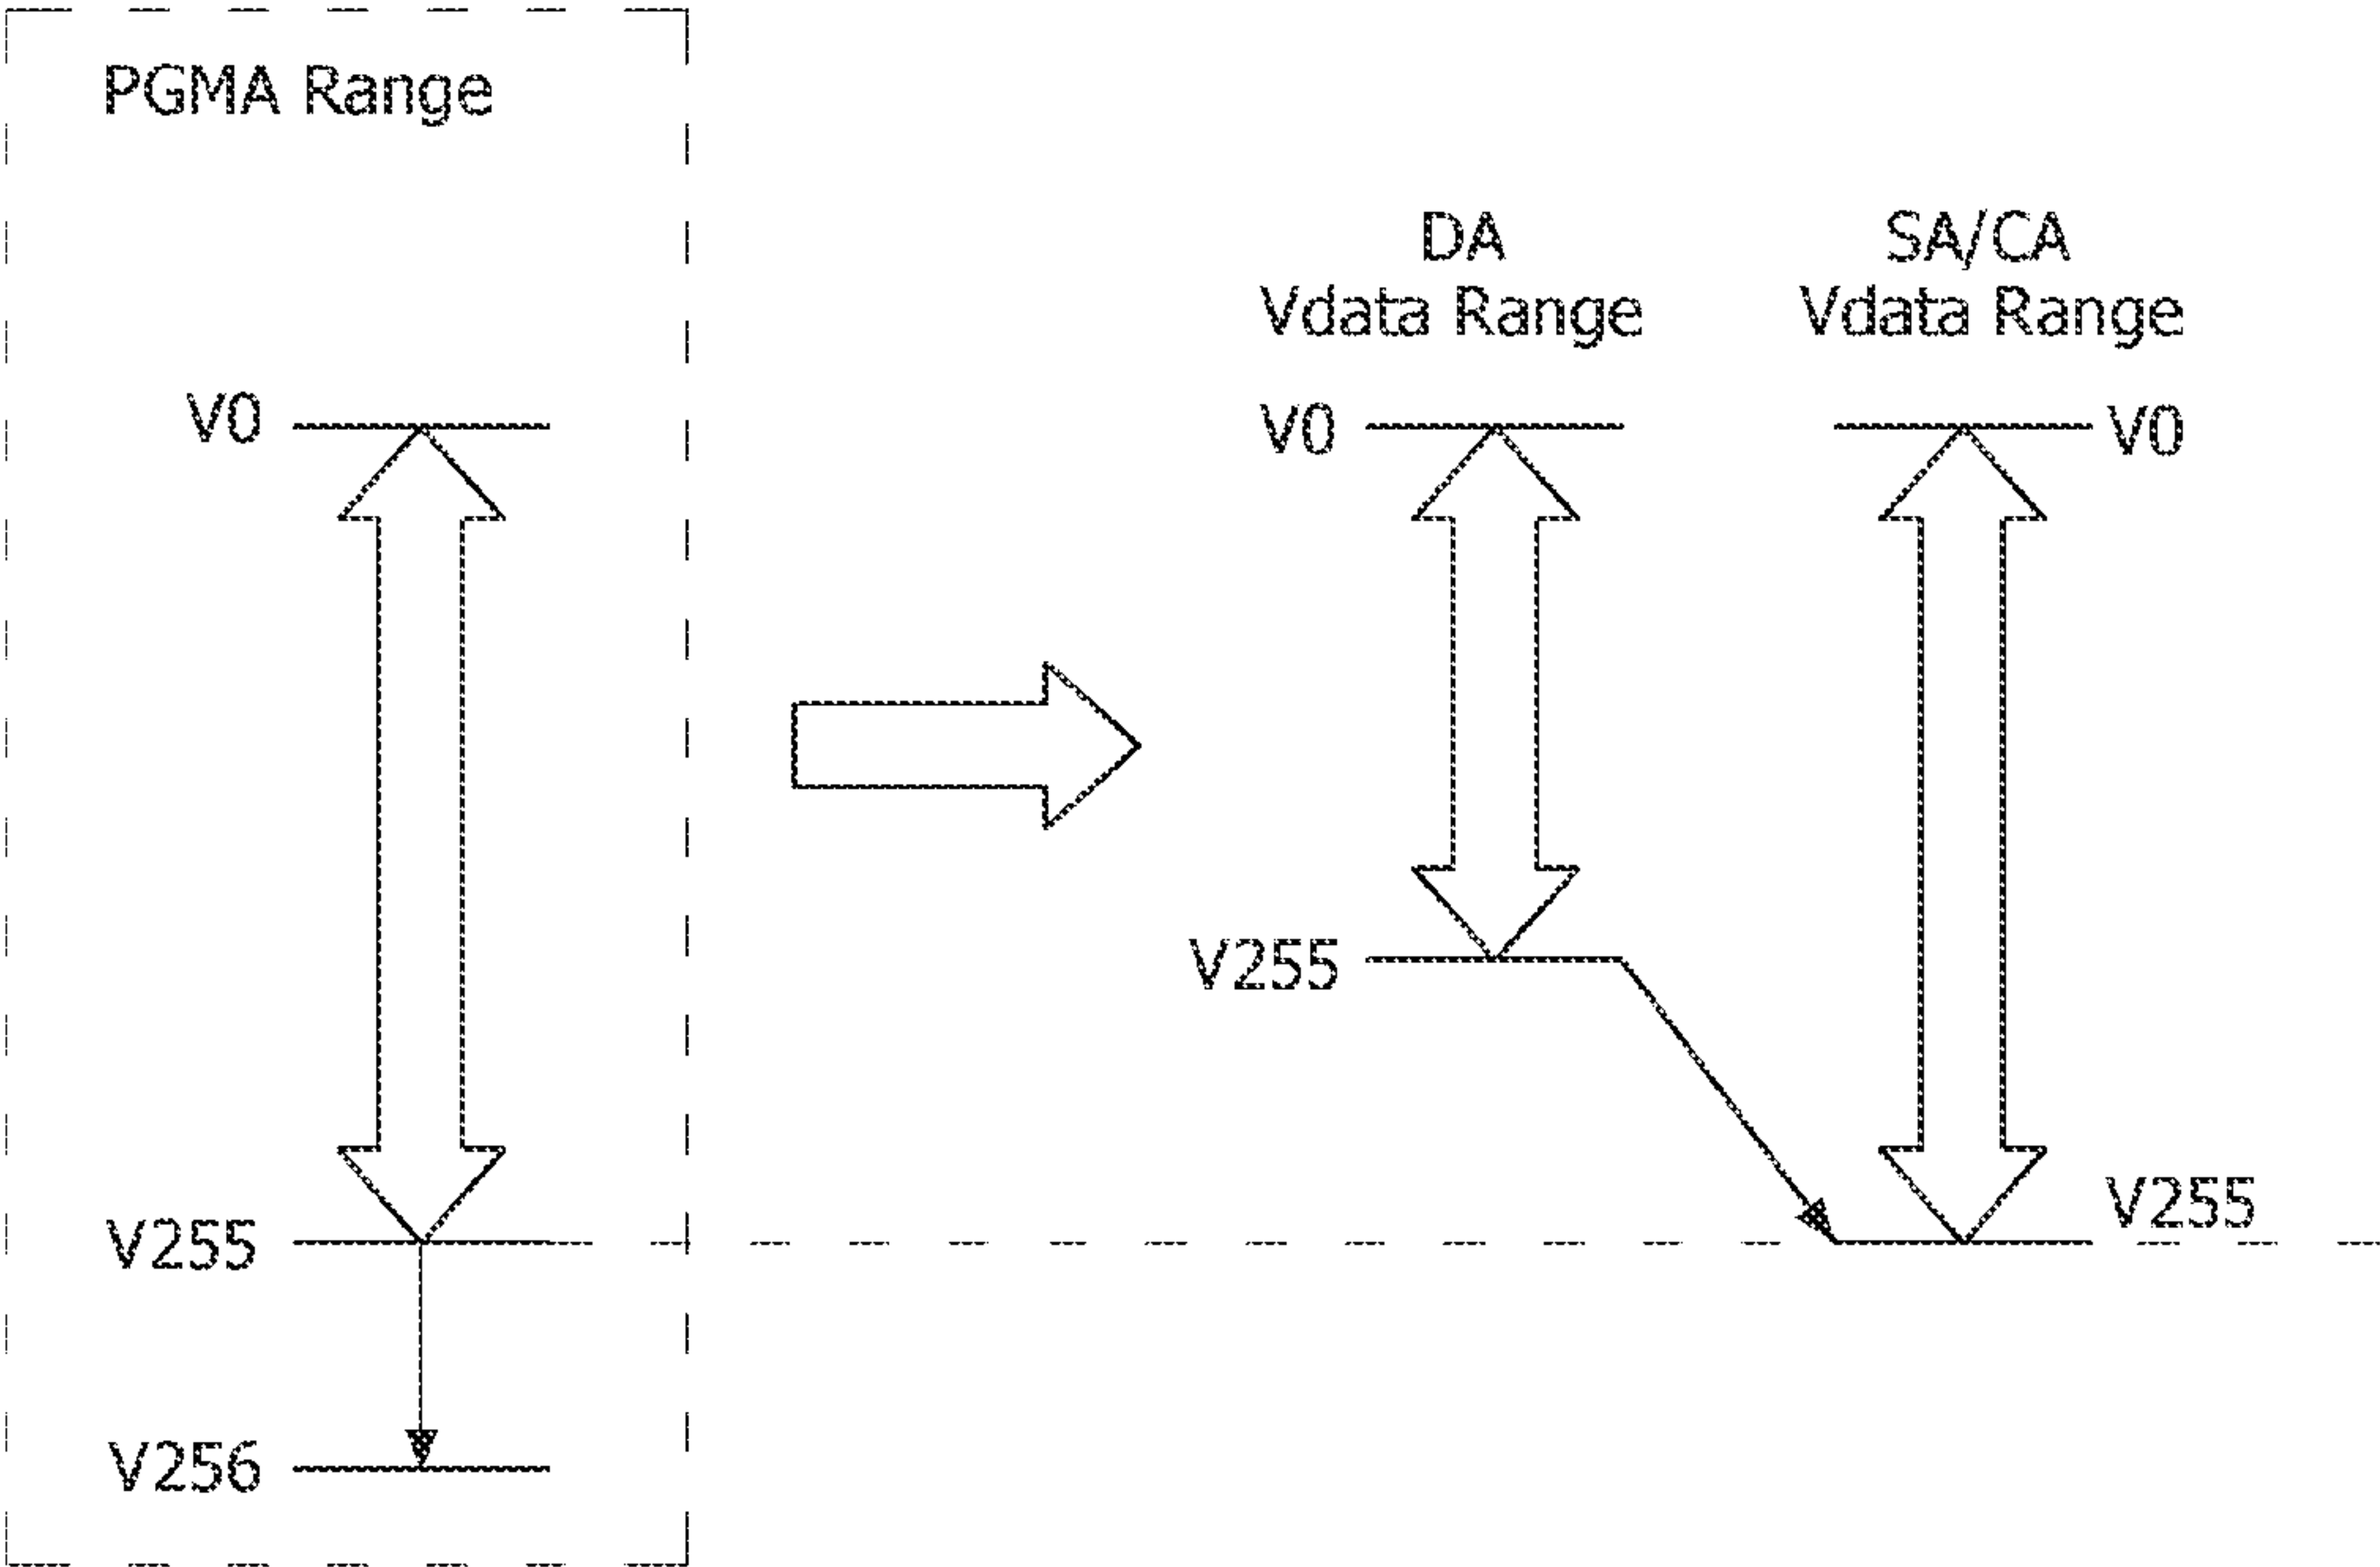 PGMA Range
DA
Vdata Range
SA/CA
Vdata Range
V0
V0
V0
V255
V255
V255
V256